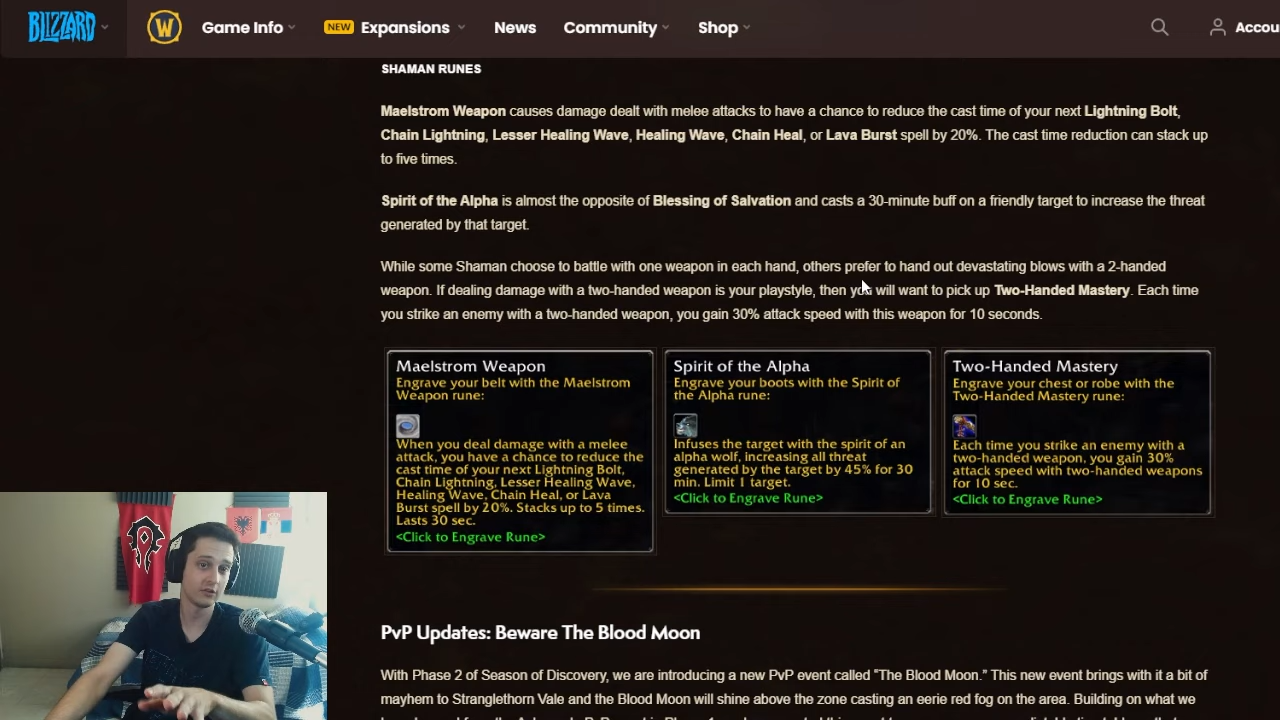 BLIZZARD
W
Game Info
NEW Expansions
News
Community
Shop
Accou
SHAMAN RUNES
Maelstrom Weapon causes damage dealt with melee attacks to have a chance to reduce the cast time of your next Lightning Bolt,
Chain Lightning, Lesser Healing Wave, Healing Wave, Chain Heal, or Lava Burst spell by 20%. The cast time reduction can stack up
to five times.
Spirit of the Alpha is almost the opposite of Blessing of Salvation and casts a 30-minute buff on a friendly target to increase the threat
generated by that target.
While some Shaman choose to battle with one weapon in each hand, others prefer to hand out devastating blows with a 2-handed
weapon. If dealing damage with a two-handed weapon is your playstyle, then you will want to pick up Two-Handed Mastery. Each time
you strike an enemy with a two-handed weapon, you gain 30% attack speed with this weapon for 10 seconds.
Maelstrom Weapon
Engrave your belt with the Maelstrom
Weapon rune:
When you deal damage with a melee
attack, you have a chance to reduce the
cast time of your next Lightning Bolt,
Chain Lightning, Lesser Healing Wave,
Healing Wave, Chain Heal, or Lava
Burst spell by 20%. Stacks up to 5 times.
Lasts 30 sec.
<Click to Engrave Rune>
Spirit of the Alpha
Engrave your boots with the Spirit of
the Alpha rune:
Infuses the target with the spirit of an
alpha wolf, increasing all threat
generated by the target by 45% for 30
min. Limit 1 target.
<Click to Engrave Rune>
Two-Handed Mastery
Engrave your chest or robe with the
Two-Handed Mastery rune:
Each time you strike an enemy with a
two-handed weapon, you gain 30%
attack speed with two-handed weapons
for 10 sec.
<Click to Engrave Rune>
PvP Updates: Beware The Blood Moon
With Phase 2 of Season of Discovery, we are introducing a new PvP event called “The Blood Moon.” This new event brings with it a bit of
mayhem to Stranglethorn Vale and the Blood Moon will shine above the zone casting an eerie red fog on the area. Building on what we